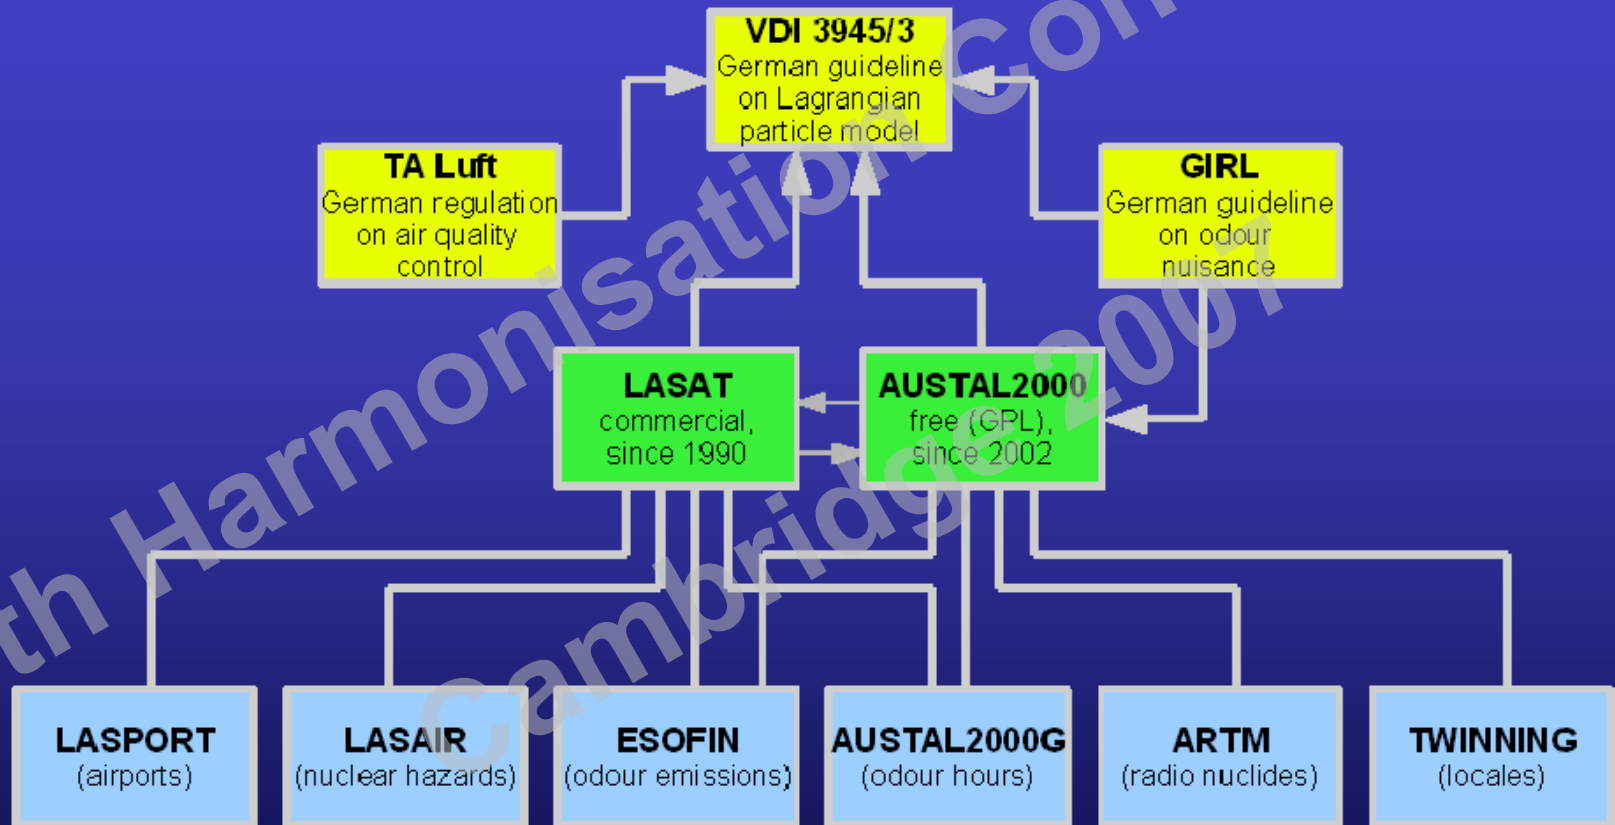 VDI 3945/3
German guideline
on Lagrangian
particle model
TA Luft
German regulation
on air quality
control
GIRL
German guideline
on odour
nuisance
LASAT
commercial,
since 1990
AUSTAL2000
free (GPL),
since 2002
LASPORT
(airports)
LASAIR
(nuclear hazards)
ESOFIN
(odour emissions)
AUSTAL2000G
(odour hours)
ARTM
(radio nuclides)
TWINNING
(locales)
th Harmonisation Con
Cambridge 2007